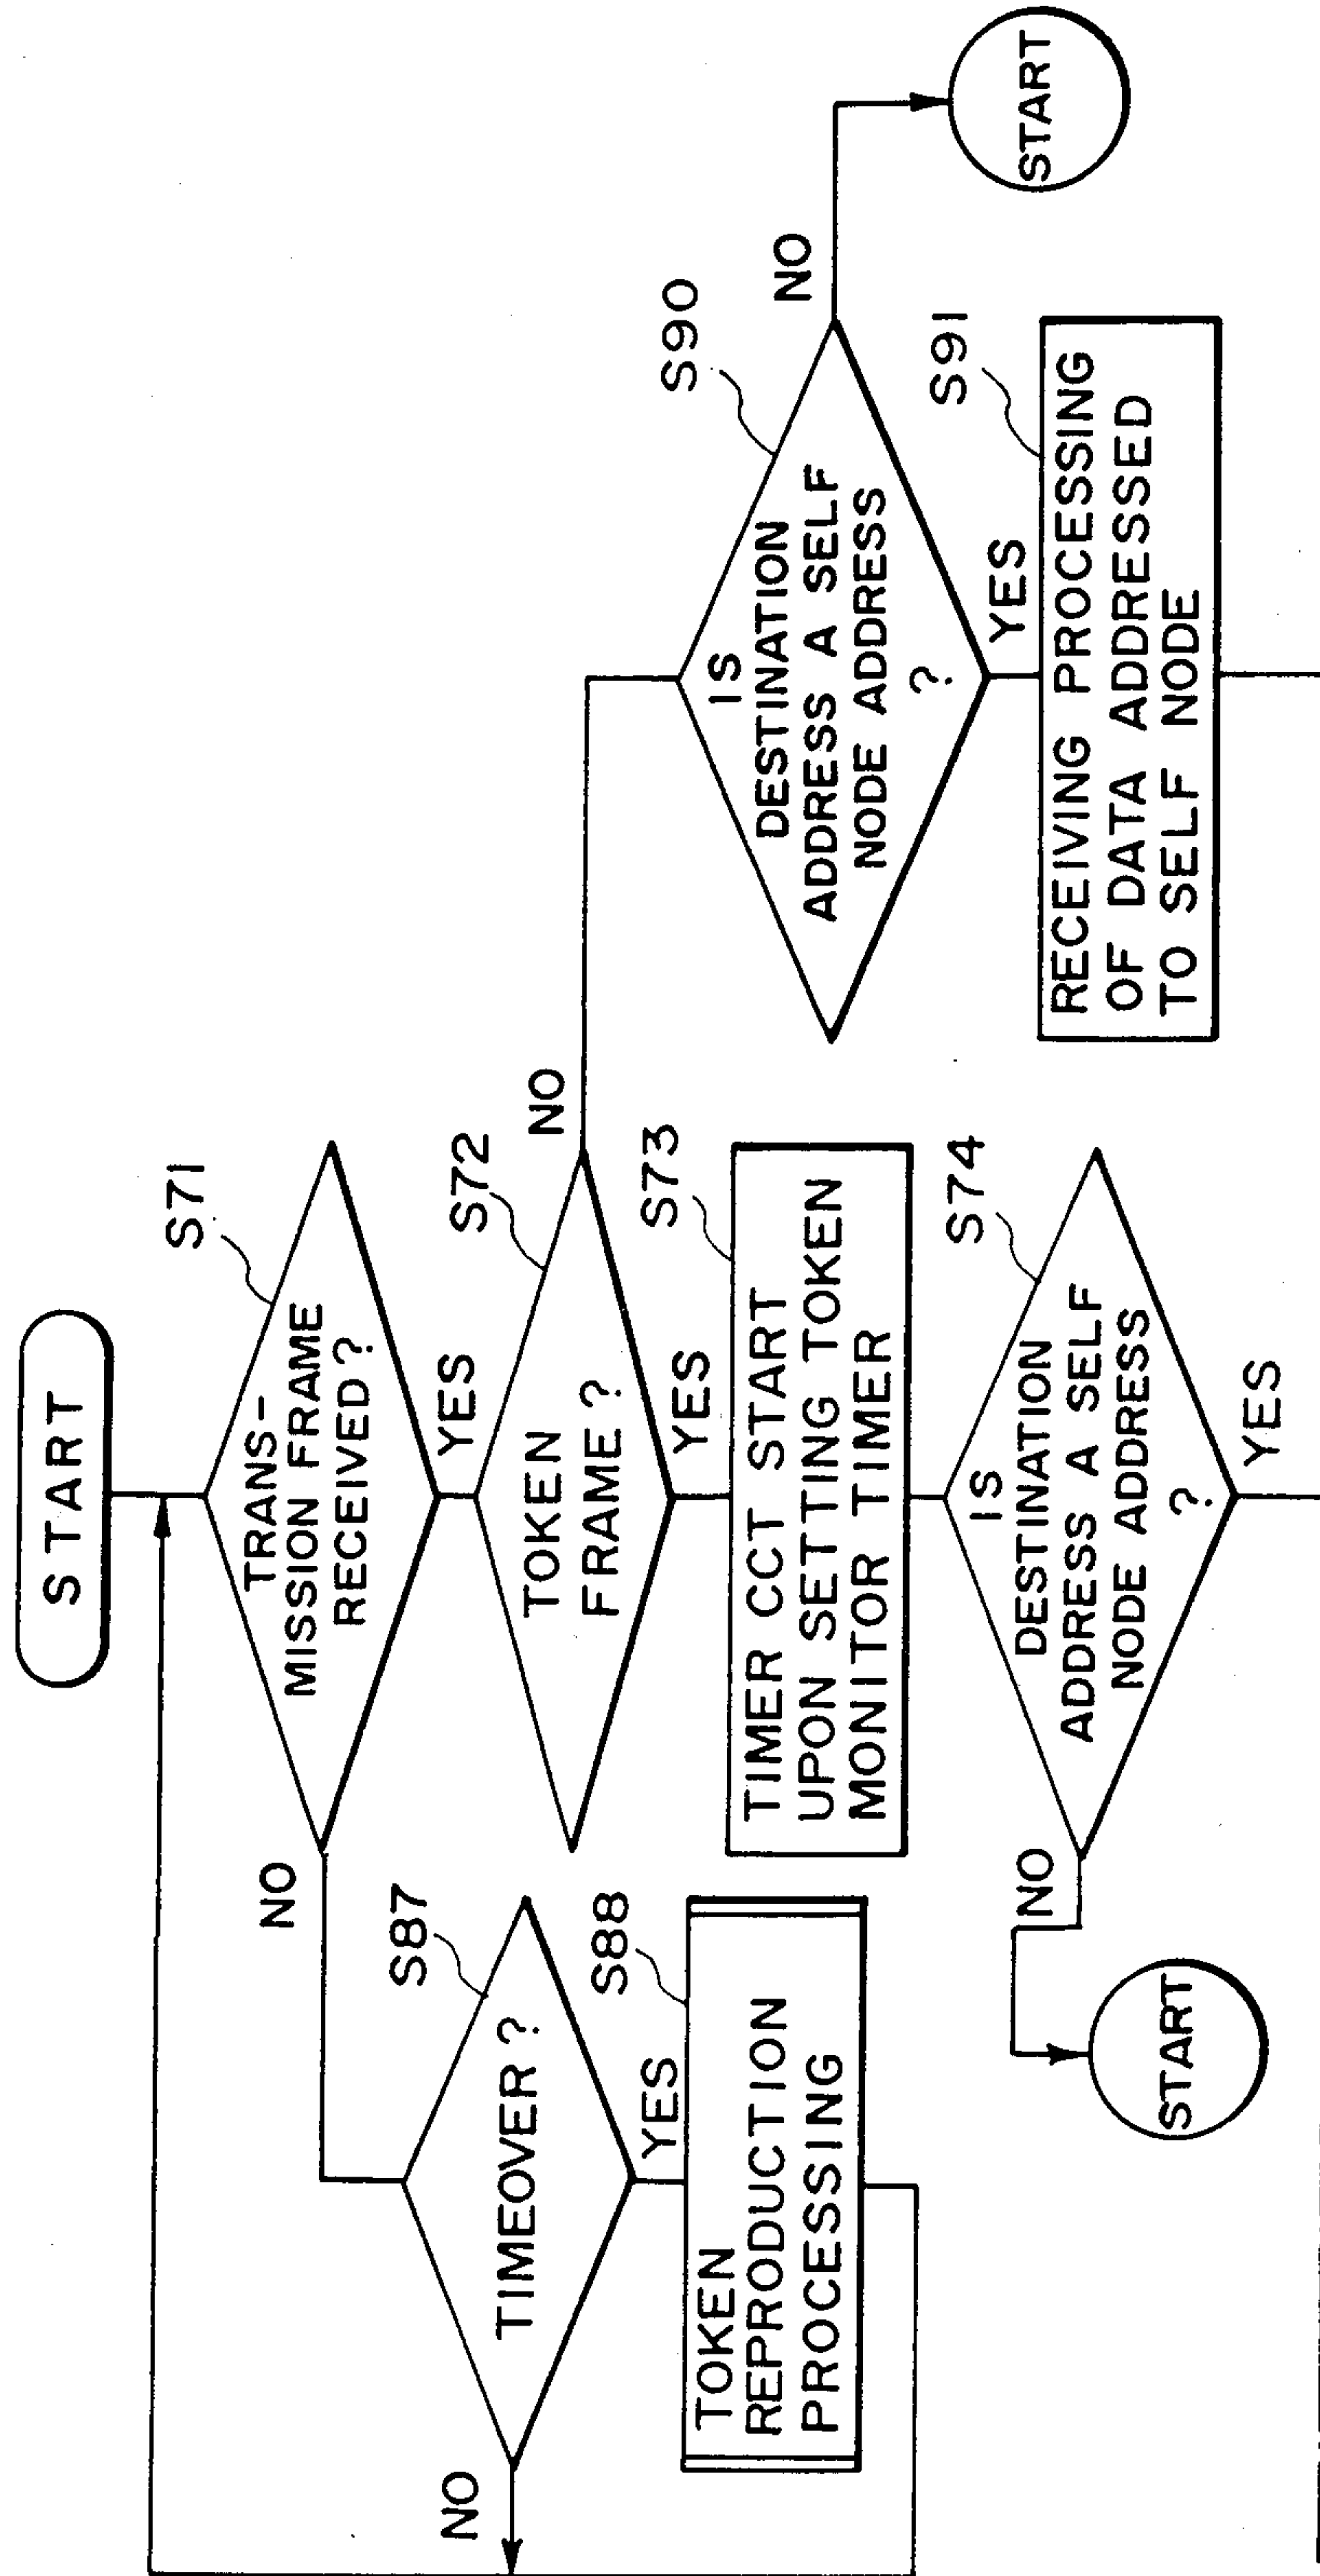 START
S71
TRANS-
MISSION FRAME
RECEIVED ?
NO
YES
S87
TIMEOVER ?
NO
YES
S88
TOKEN
REPRODUCTION
PROCESSING
S72
TOKEN
FRAME ?
NO
YES
S73
TIMER CCT START
UPON SETTING TOKEN
MONITOR TIMER
S74
IS
DESTINATION
ADDRESS A SELF
NODE ADDRESS
?
NO
START
YES
S90
IS
DESTINATION
ADDRESS A SELF
NODE ADDRESS
?
NO
START
YES
S91
RECEIVING PROCESSING
OF DATA ADDRESSED
TO SELF NODE